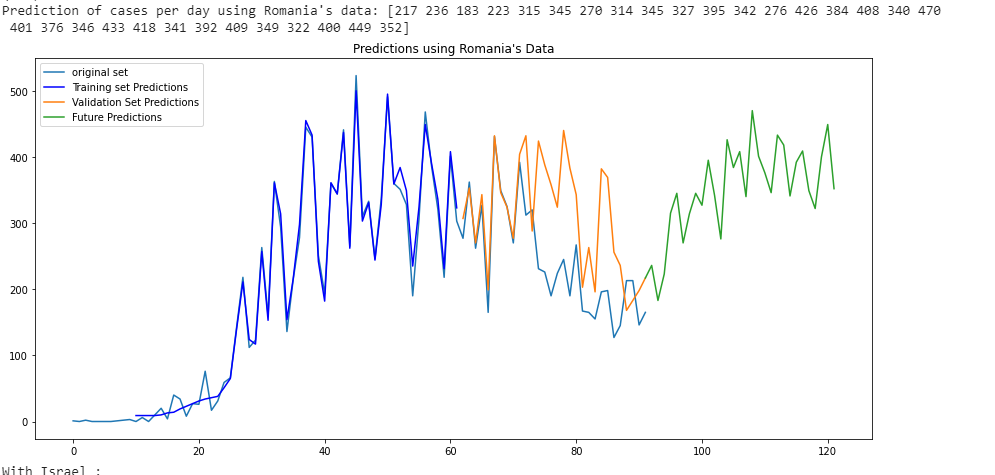 Prediction of cases per day using Romania's data: [217 236 183 223 315 345 270 314 345 327 395 342 276 426 384 408 340 470
401 376 346 433 418 341 392 409 349 322 400 449 352]
Predictions using Romania's Data
original set
Training set Predictions
Validation Set Predictions
Future Predictions
500
400
300
200
100
0
0 20 40 60 80 100 120
With Israel :